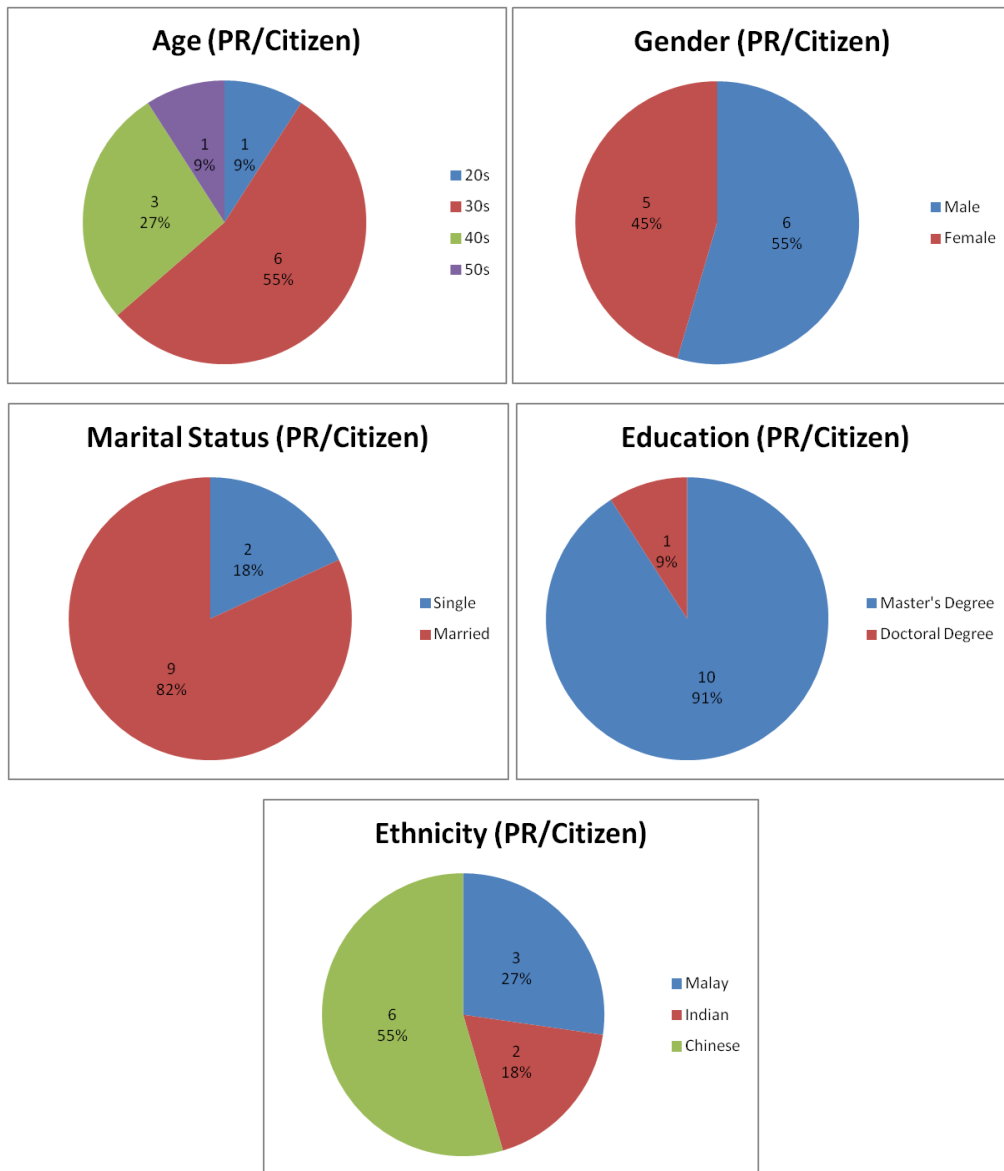 Age (PR/Citizen)
1
9%
1
9%
3
27%
6
55%
20s
30s
40s
50s
Gender (PR/Citizen)
5
45%
6
55%
Male
Female
Marital Status (PR/Citizen)
2
18%
9
82%
Single
Married
Education (PR/Citizen)
1
9%
10
91%
Master's Degree
Doctoral Degree
Ethnicity (PR/Citizen)
3
27%
6
55%
2
18%
Malay
Indian
Chinese